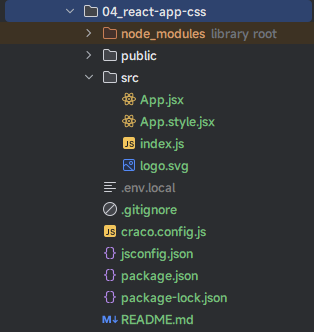 04_react-app-css
node_modules library root
public
src
App.jsx
App.style.jsx
JS index.js
logo.svg
.env.local
.gitignore
JS craco.config.js
{} jsconfig.json
{} package.json
{} package-lock.json
M↓ README.md